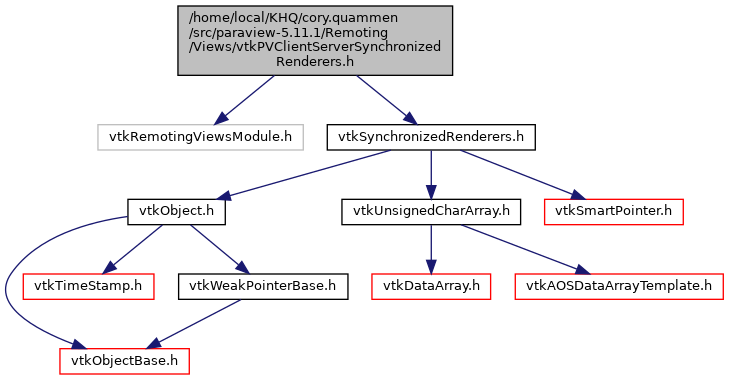 /home/local/KHQ/cory.quammen
/src/paraview-5.11.1/Remoting
/Views/vtkPVClientServerSynchronized
Renderers.h
vtkRemotingViewsModule.h
vtkSynchronizedRenderers.h
vtkObject.h
vtkUnsignedCharArray.h
vtkSmartPointer.h
vtkTimeStamp.h
vtkWeakPointerBase.h
vtkDataArray.h
vtkAOSDataArrayTemplate.h
vtkObjectBase.h